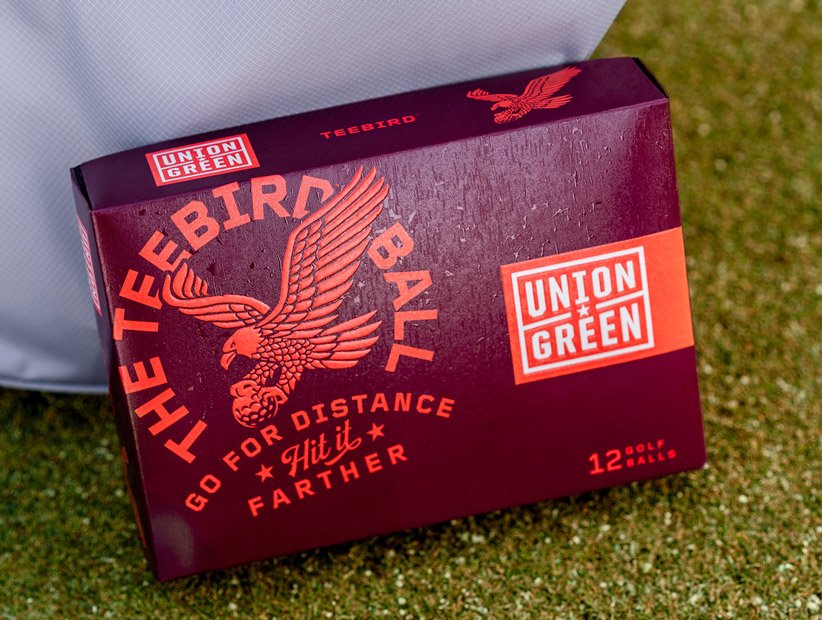 UNION
GREEN
TEEBIRD
THE TEEBIRD BALL
GO FOR DISTANCE
Hit it
FARTHER
UNION
GREEN
12 GOLF
BALLS